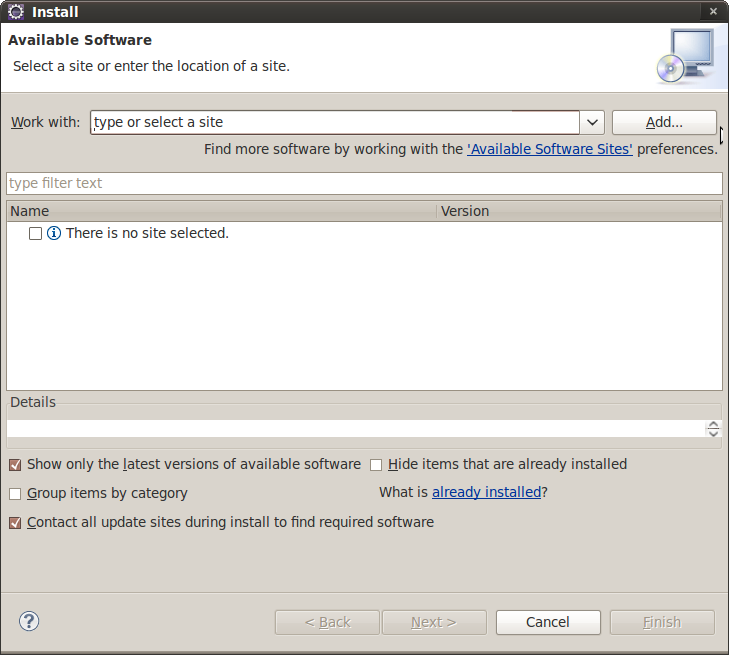 Install
Available Software
Select a site or enter the location of a site.
Work with: type or select a site Add...
Find more software by working with the 'Available Software Sites' preferences.
type filter text
Name Version
There is no site selected.
Details
Show only the latest versions of available software Hide items that are already installed
Group items by category What is already installed?
Contact all update sites during install to find required software
? < Back Next > Cancel Finish